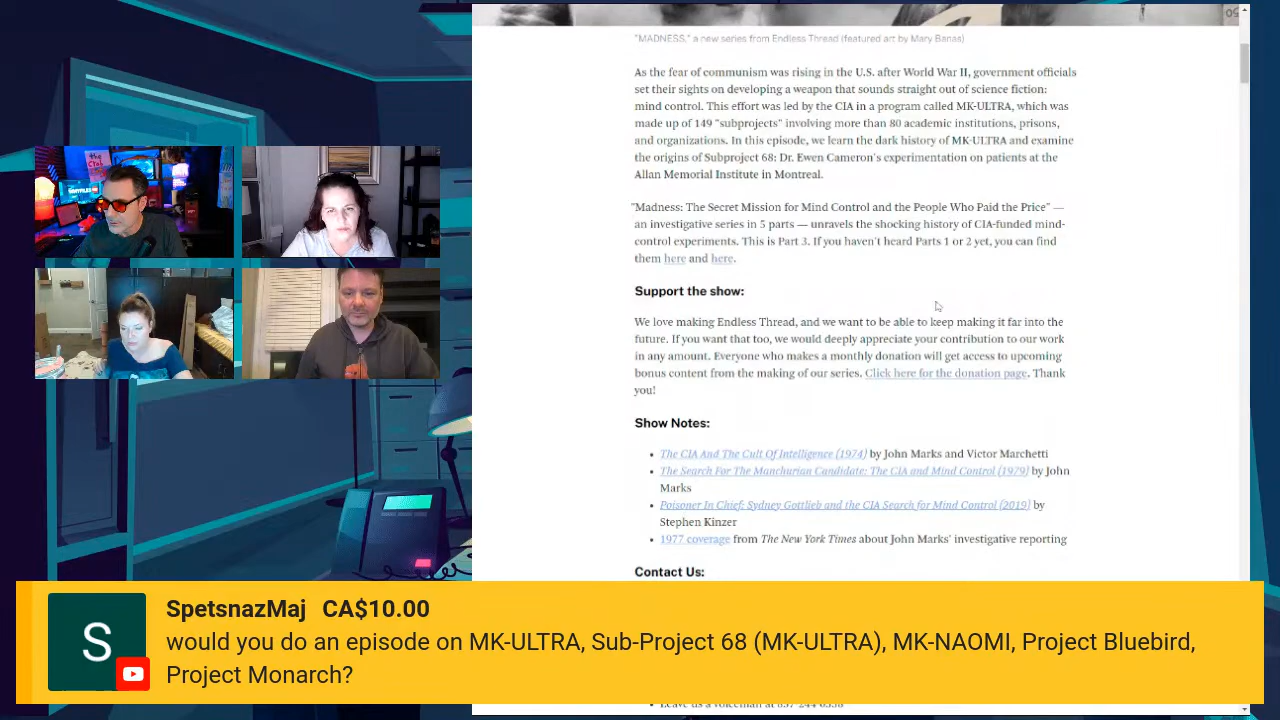 "MADNESS," a new series from Endless Thread (featured art by Mary Banas)
As the fear of communism was rising in the U.S. after World War II, government officials
set their sights on developing a weapon that sounds straight out of science fiction:
mind control. This effort was led by the CIA in a program called MK-ULTRA, which was
made up of 149 "subprojects" involving more than 80 academic institutions, prisons,
and organizations. In this episode, we learn the dark history of MK-ULTRA and examine
the origins of Subproject 68: Dr. Ewen Cameron's experimentation on patients at the
Allan Memorial Institute in Montreal.
"Madness: The Secret Mission for Mind Control and the People Who Paid the Price" —
an investigative series in 5 parts — unravels the shocking history of CIA-funded mind-
control experiments. This is Part 3. If you haven't heard Parts 1 or 2 yet, you can find
them here and here.
Support the show:
We love making Endless Thread, and we want to be able to keep making it far into the
future. If you want that too, we would deeply appreciate your contribution to our work
in any amount. Everyone who makes a monthly donation will get access to upcoming
bonus content from the making of our series. Click here for the donation page. Thank
you!
Show Notes:
The CIA And The Cult Of Intelligence (1974) by John Marks and Victor Marchetti
The Search For The Manchurian Candidate: The CIA and Mind Control (1979) by John
Marks
Poisoner In Chief: Sydney Gottlieb and the CIA Search for Mind Control (2019) by
Stephen Kinzer
1977 coverage from The New York Times about John Marks' investigative reporting
Contact Us:
S
SpetsnazMaj CA$10.00
would you do an episode on MK-ULTRA, Sub-Project 68 (MK-ULTRA), MK-NAOMI, Project Bluebird,
Project Monarch?